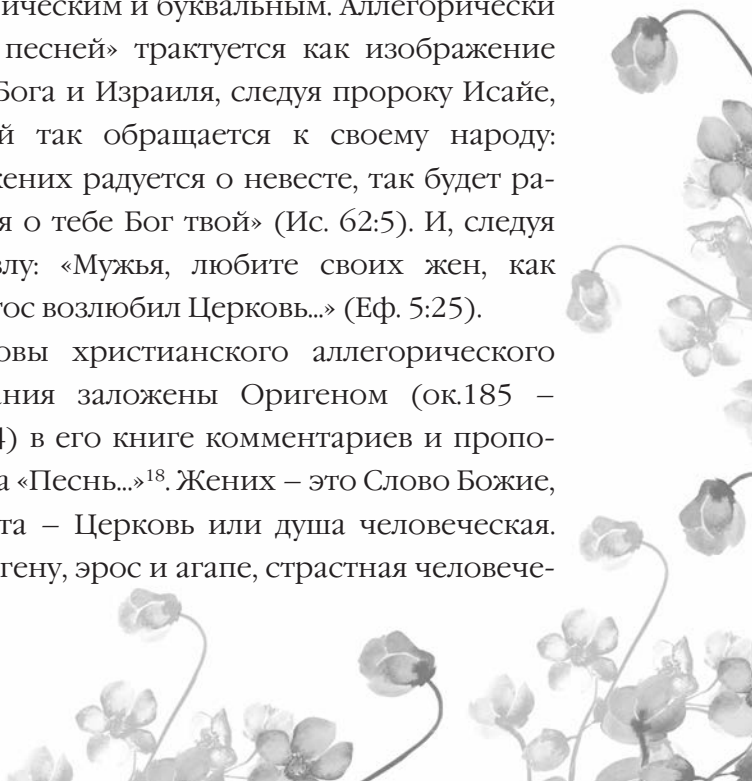 ическим и буквальным. Аллегорически
песней» трактуется как изображение
Бога и Израиля, следуя пророку Исайе,
й так обращается к своему народу:
жених радуется о невесте, так будет ра-
я о тебе Бог твой» (Ис. 62:5). И, следуя
влу: «Мужья, любите своих жен, как
тос возлюбил Церковь...» (Еф. 5:25).
овы христианского аллегорического
ания заложены Оригеном (ок.185 –
4) в его книге комментариев и пропо-
а «Песнь...»¹⁸. Жених – это Слово Божие,
та – Церковь или душа человеческая.
гену, эрос и агапе, страстная человече-